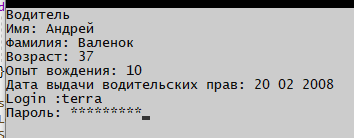 Водитель
Имя: Андрей
Фамилия: Валенок
Возраст: 37
Опыт вождения: 10
Дата выдачи водительских прав: 20 02 2008
Login :terra
Пароль: *********